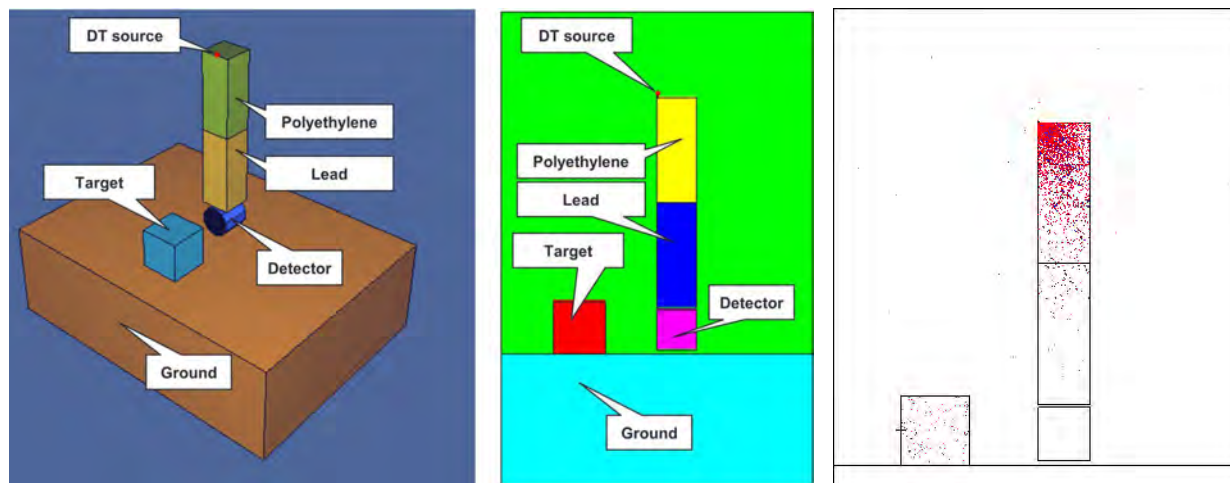 DT source
Polyethylene
Lead
Target
Detector
Ground
DT source
Polyethylene
Lead
Target
Detector
Ground